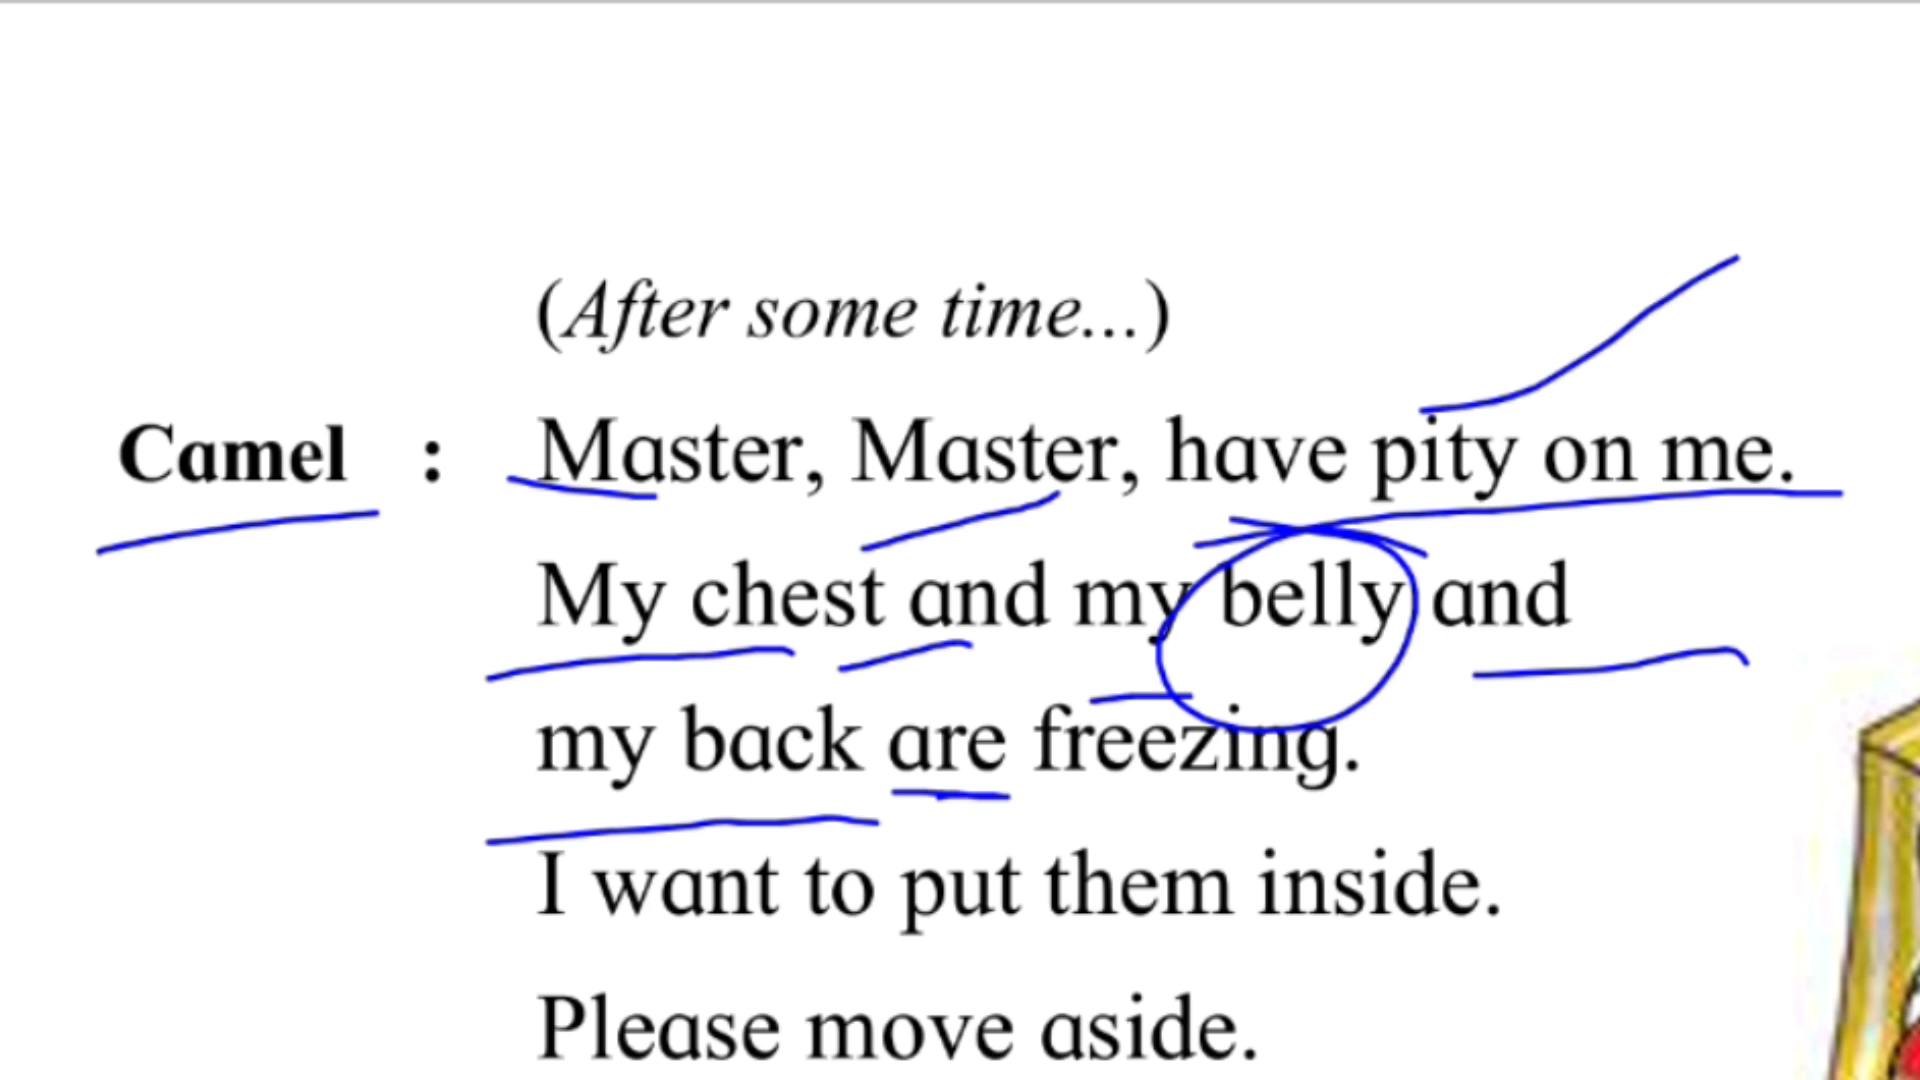 (After some time...)
Camel : Master, Master, have pity on me.
My chest and my belly and
my back are freezing.
I want to put them inside.
Please move aside.